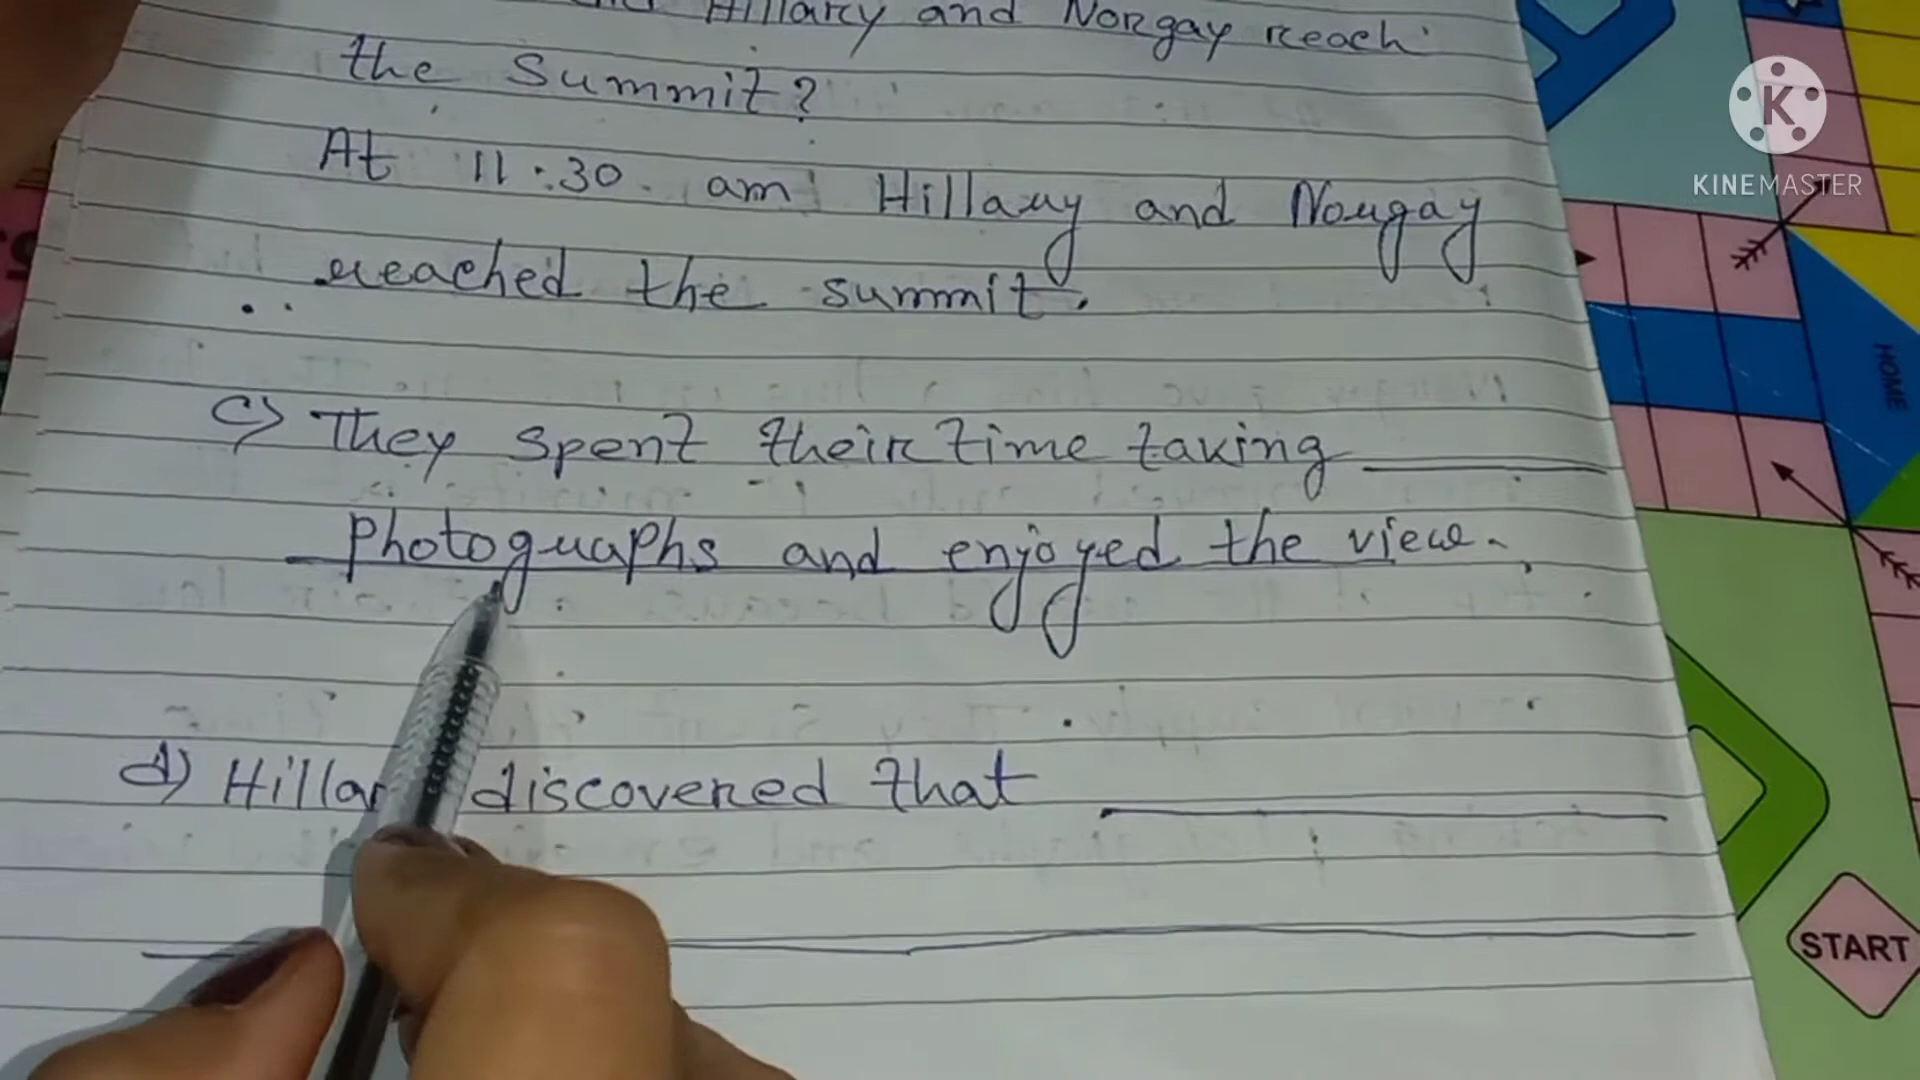 Hillary and Norgay reach
the summit?
At 11:30 am Hillary and Norgay
reached the summit.
c) They spent their time taking
photographs and enjoyed the view.
d) Hillary discovered that
K
KINEMASTER
HOME
START